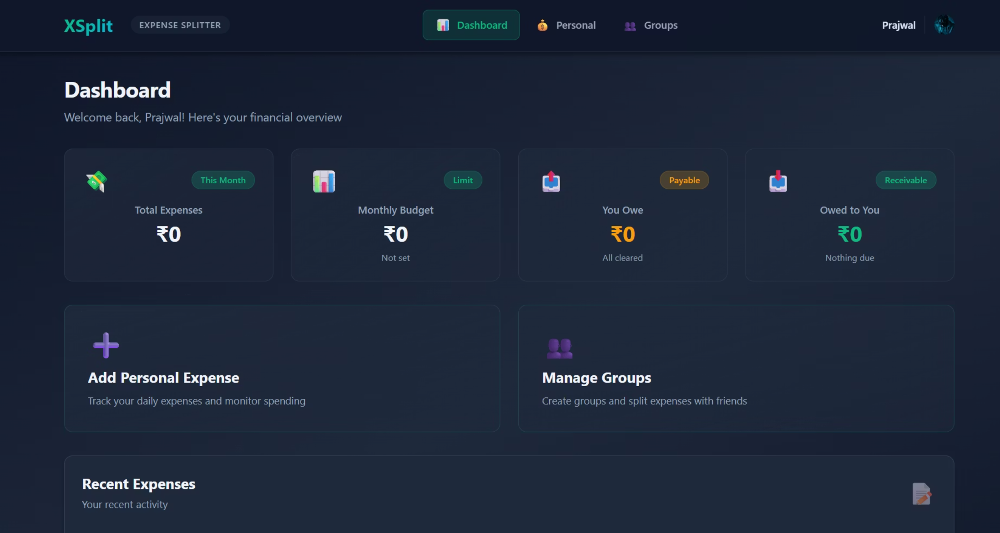 XSplit
EXPENSE SPLITTER
Dashboard
Personal
Groups
Prajwal
Dashboard
Welcome back, Prajwal! Here's your financial overview
This Month
Total Expenses
₹0
Limit
Monthly Budget
₹0
Not set
Payable
You Owe
₹0
All cleared
Receivable
Owed to You
₹0
Nothing due
Add Personal Expense
Track your daily expenses and monitor spending
Manage Groups
Create groups and split expenses with friends
Recent Expenses
Your recent activity